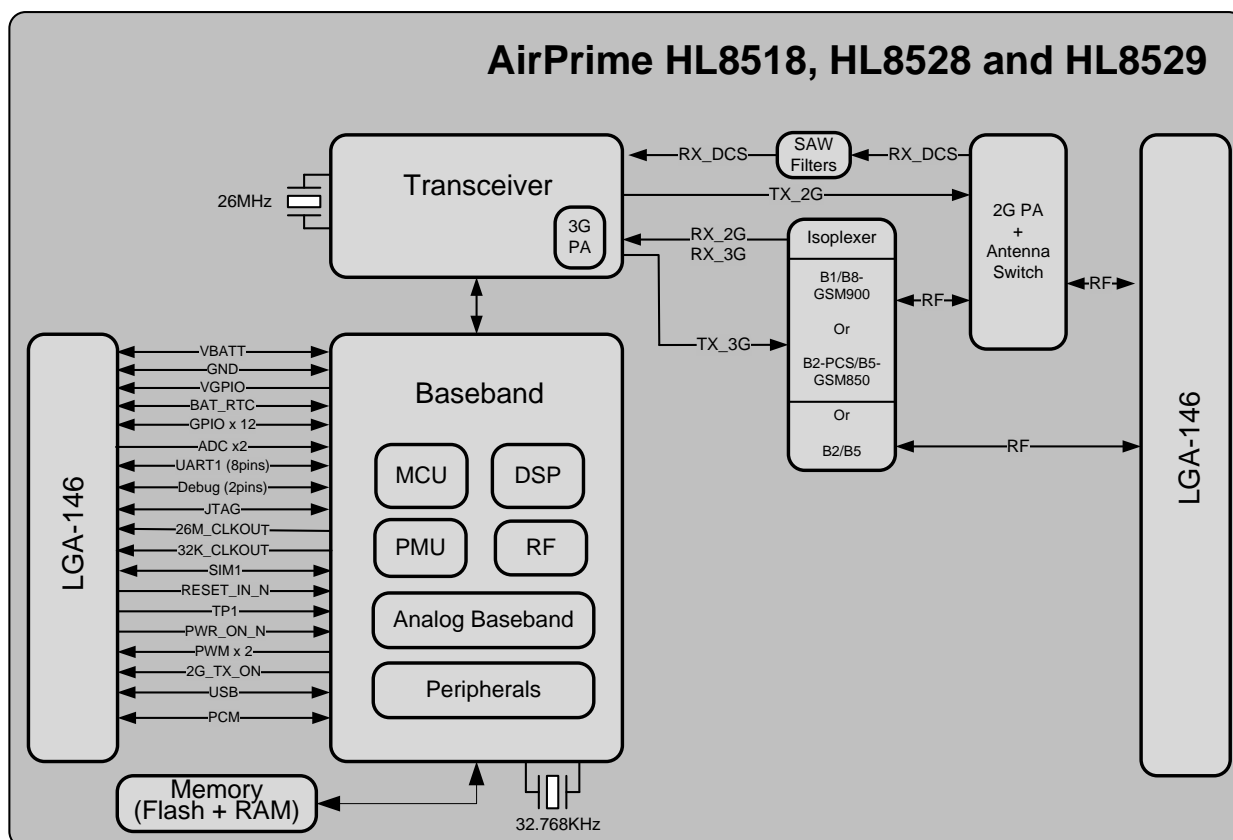 AirPrime HL8518, HL8528 and HL8529
Transceiver
26MHz
3G
PA
RX_DCS
SAW
Filters
RX_DCS
TX_2G
RX_2G
RX_3G
TX_3G
Isoplexer
B1/B8-
GSM900
Or
B2-PCS/B5-
GSM850
Or
B2/B5
RF
2G PA
+
Antenna
Switch
RF
RF
LGA-146
LGA-146
VBATT
GND
VGPIO
BAT_RTC
GPIO x 12
ADC x2
UART1 (8pins)
Debug (2pins)
JTAG
26M_CLKOUT
32K_CLKOUT
SIM1
RESET_IN_N
TP1
PWR_ON_N
PWM x 2
2G_TX_ON
USB
PCM
Baseband
MCU
DSP
PMU
RF
Analog Baseband
Peripherals
Memory
(Flash + RAM)
32.768KHz